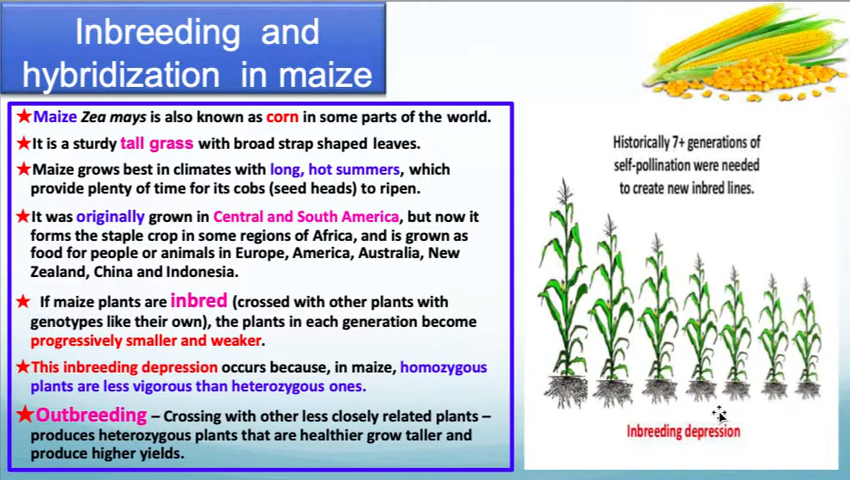 Inbreeding and
hybridization in maize
★Maize Zea mays is also known as corn in some parts of the world.
★It is a sturdy tall grass with broad strap shaped leaves.
★Maize grows best in climates with long, hot summers, which
provide plenty of time for its cobs (seed heads) to ripen.
★It was originally grown in Central and South America, but now it
forms the staple crop in some regions of Africa, and is grown as
food for people or animals in Europe, America, Australia, New
Zealand, China and Indonesia.
★ If maize plants are inbred (crossed with other plants with
genotypes like their own), the plants in each generation become
progressively smaller and weaker.
★This inbreeding depression occurs because, in maize, homozygous
plants are less vigorous than heterozygous ones.
★Outbreeding – Crossing with other less closely related plants –
produces heterozygous plants that are healthier grow taller and
produce higher yields.
Historically 7+ generations of
self-pollination were needed
to create new inbred lines.
Inbreeding depression